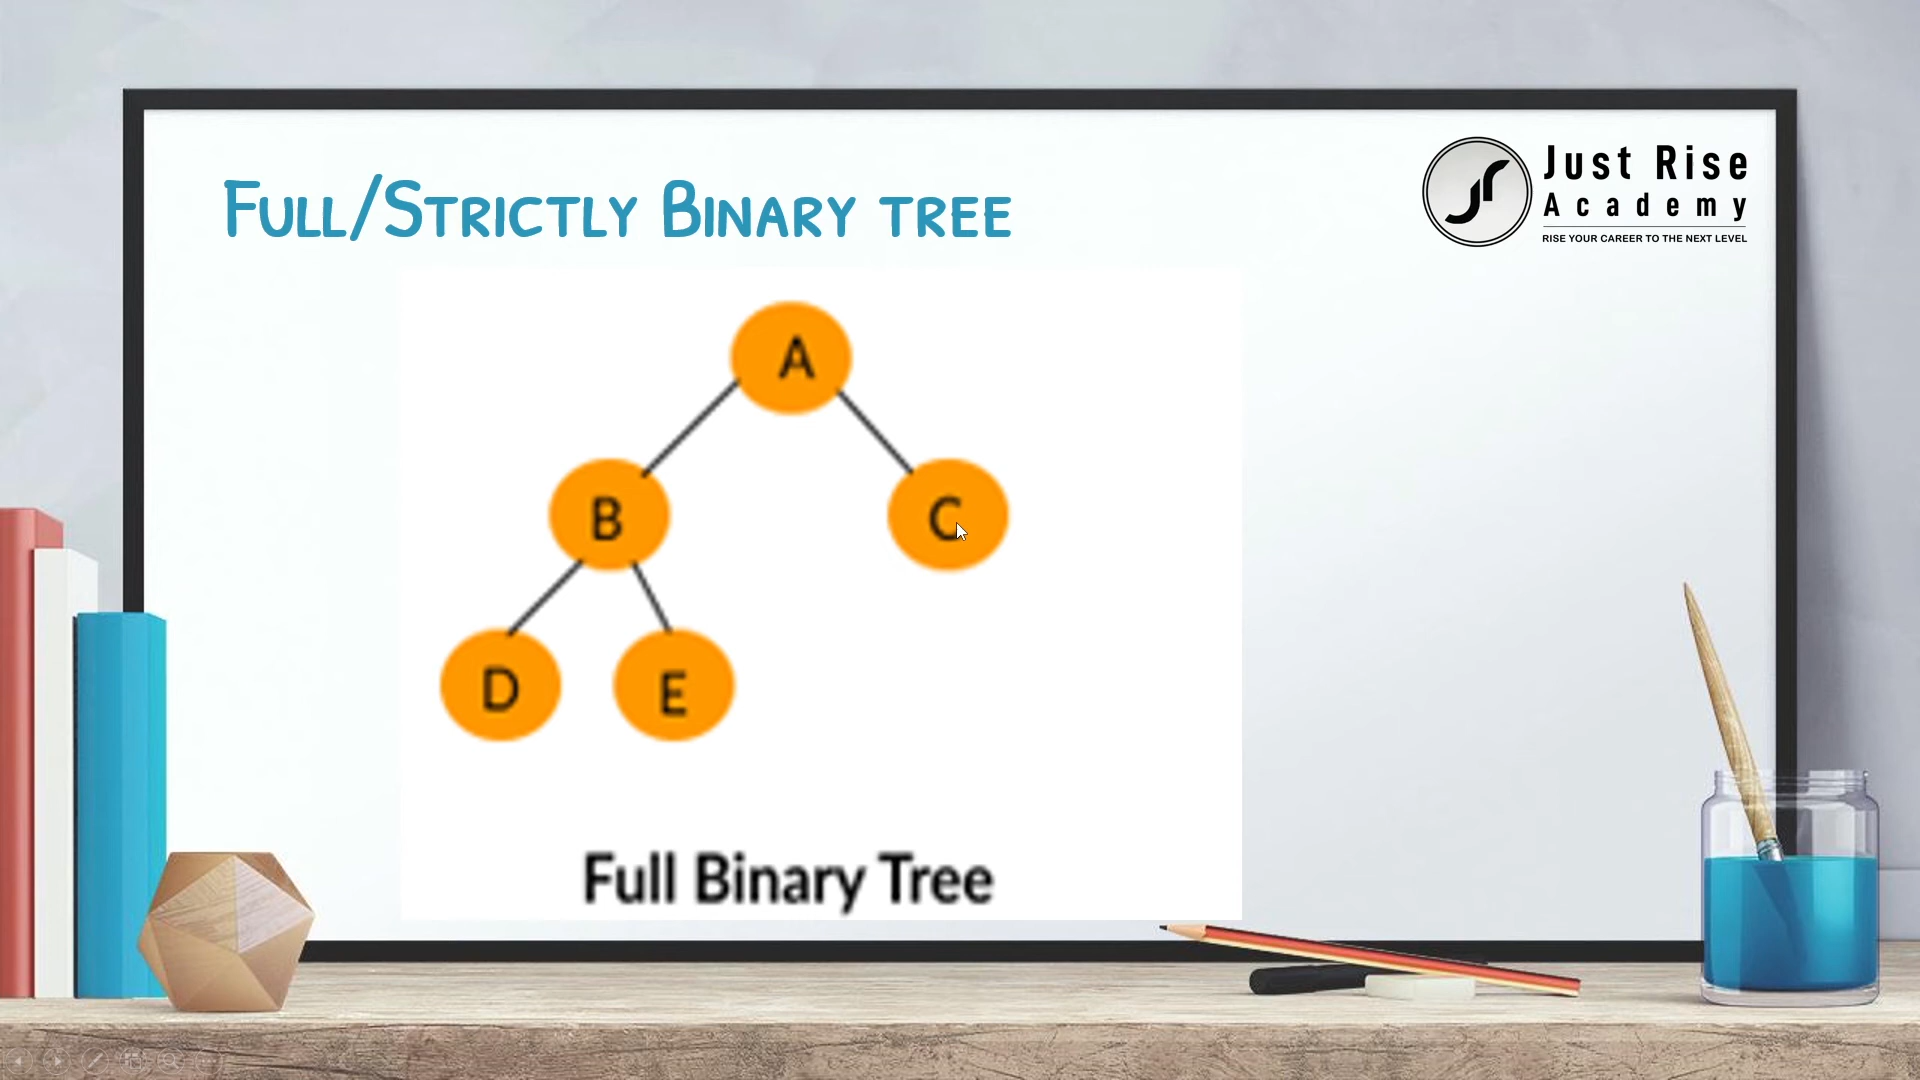 Full/Strictly Binary tree
Just Rise
Academy
RISE YOUR CAREER TO THE NEXT LEVEL
A
B
C
D
E
Full Binary Tree